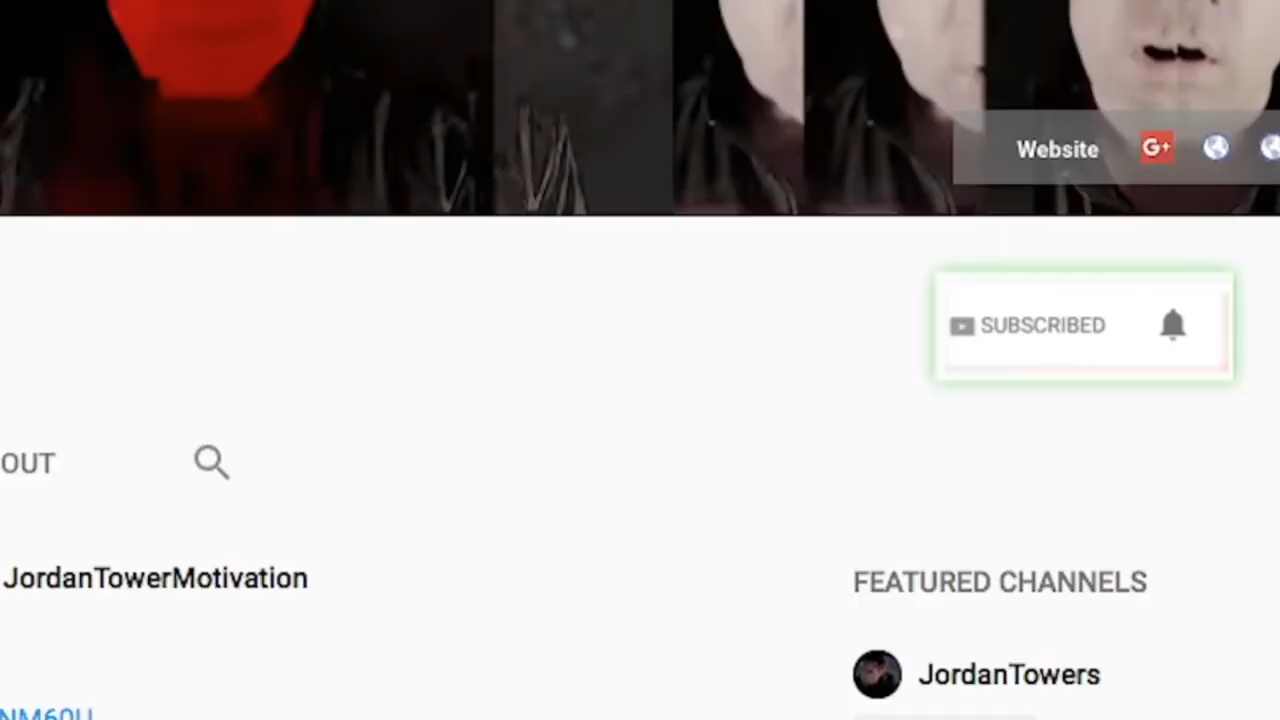 Website G+
SUBSCRIBED
OUT
JordanTowerMotivation
FEATURED CHANNELS
JordanTowers